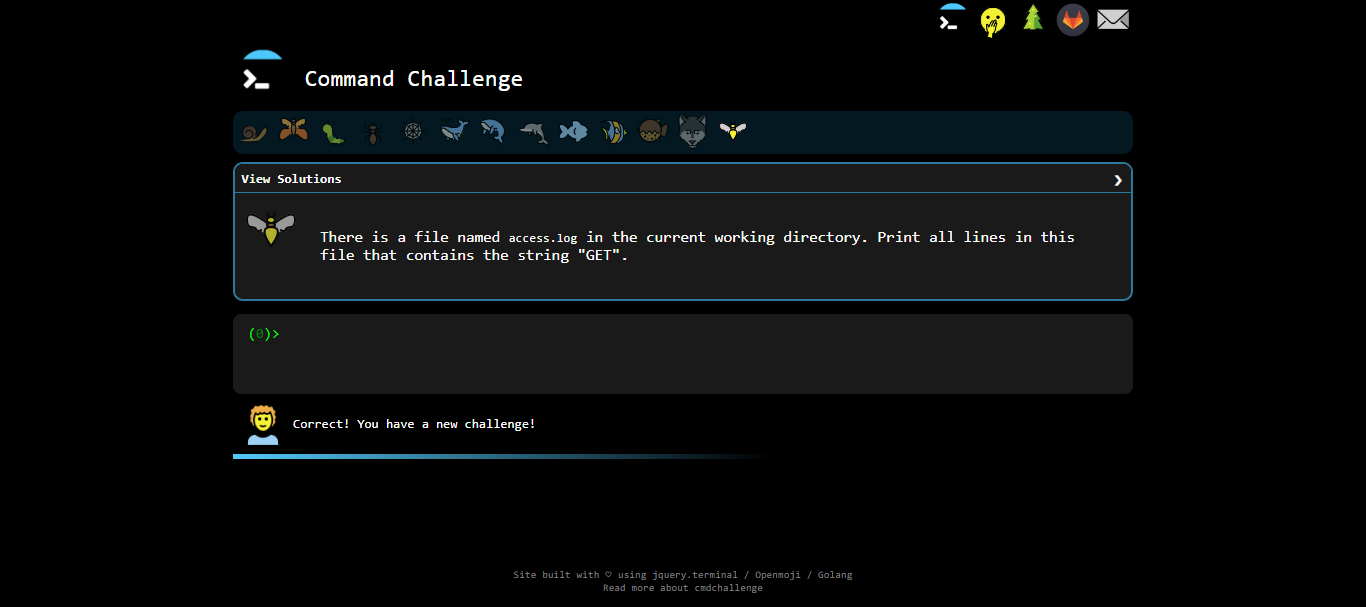 Command Challenge
View Solutions ❯
There is a file named access.log in the current working directory. Print all lines in this
file that contains the string "GET".
(0)>
Correct! You have a new challenge!
Site built with ♡ using jquery.terminal / Openmoji / Golang
Read more about cmdchallenge